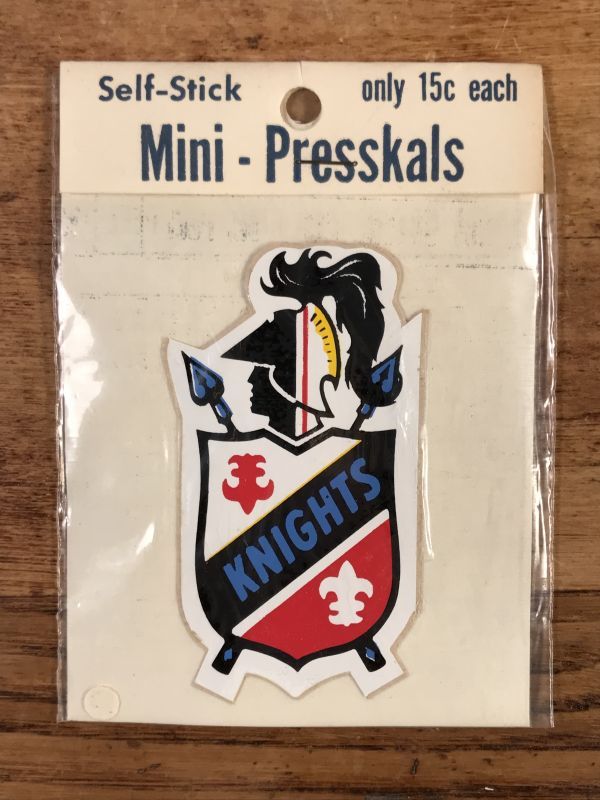 Self-Stick only 15c each
Mini - Presskals
KNIGHTS